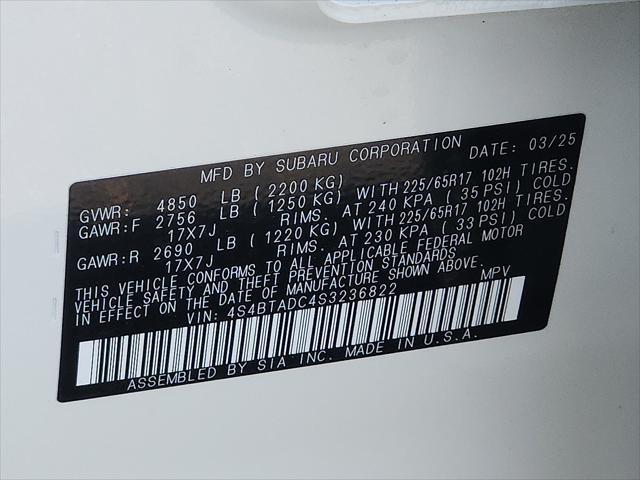 MFD BY SUBARU CORPORATION DATE: 03/25
GVWR: 4850 LB (2200 KG)
GAWR:F 2756 LB (1250 KG) WITH 225/65R17 102H TIRES.
17X7J RIMS. AT 240 KPA (35 PSI) COLD
GAWR:R 2690 LB (1220 KG) WITH 225/65R17 102H TIRES.
17X7J RIMS. AT 230 KPA (33 PSI) COLD
THIS VEHICLE CONFORMS TO ALL APPLICABLE FEDERAL MOTOR
VEHICLE SAFETY AND THEFT PREVENTION STANDARDS
IN EFFECT ON THE DATE OF MANUFACTURE SHOWN ABOVE.
VIN: 4S4BTADC4S3236822 MPV
ASSEMBLED BY SIA INC. MADE IN U.S.A.